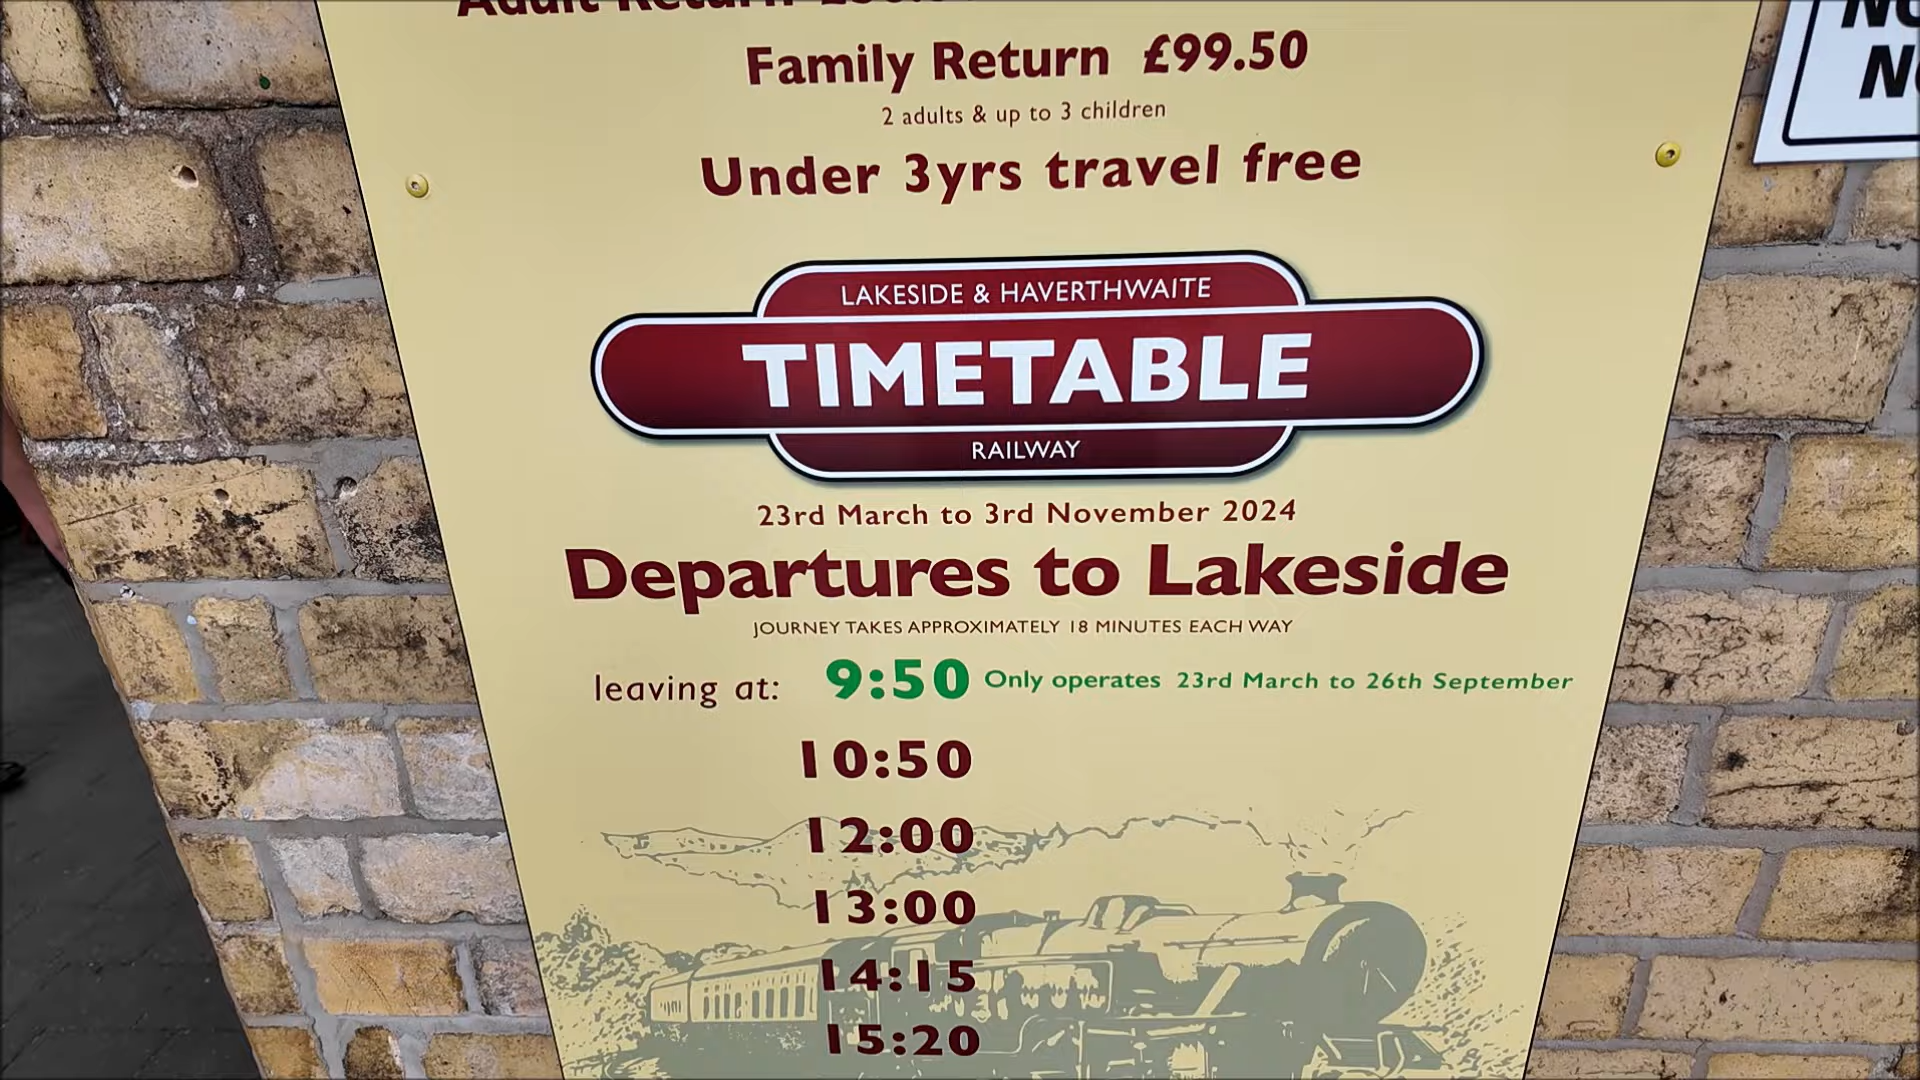 Adult Return
Family Return £99.50
2 adults & up to 3 children
Under 3yrs travel free
LAKESIDE & HAVERTHWAITE
TIMETABLE
RAILWAY
23rd March to 3rd November 2024
Departures to Lakeside
JOURNEY TAKES APPROXIMATELY 18 MINUTES EACH WAY
leaving at: 9:50 Only operates 23rd March to 26th September
10:50
12:00
13:00
14:15
15:20